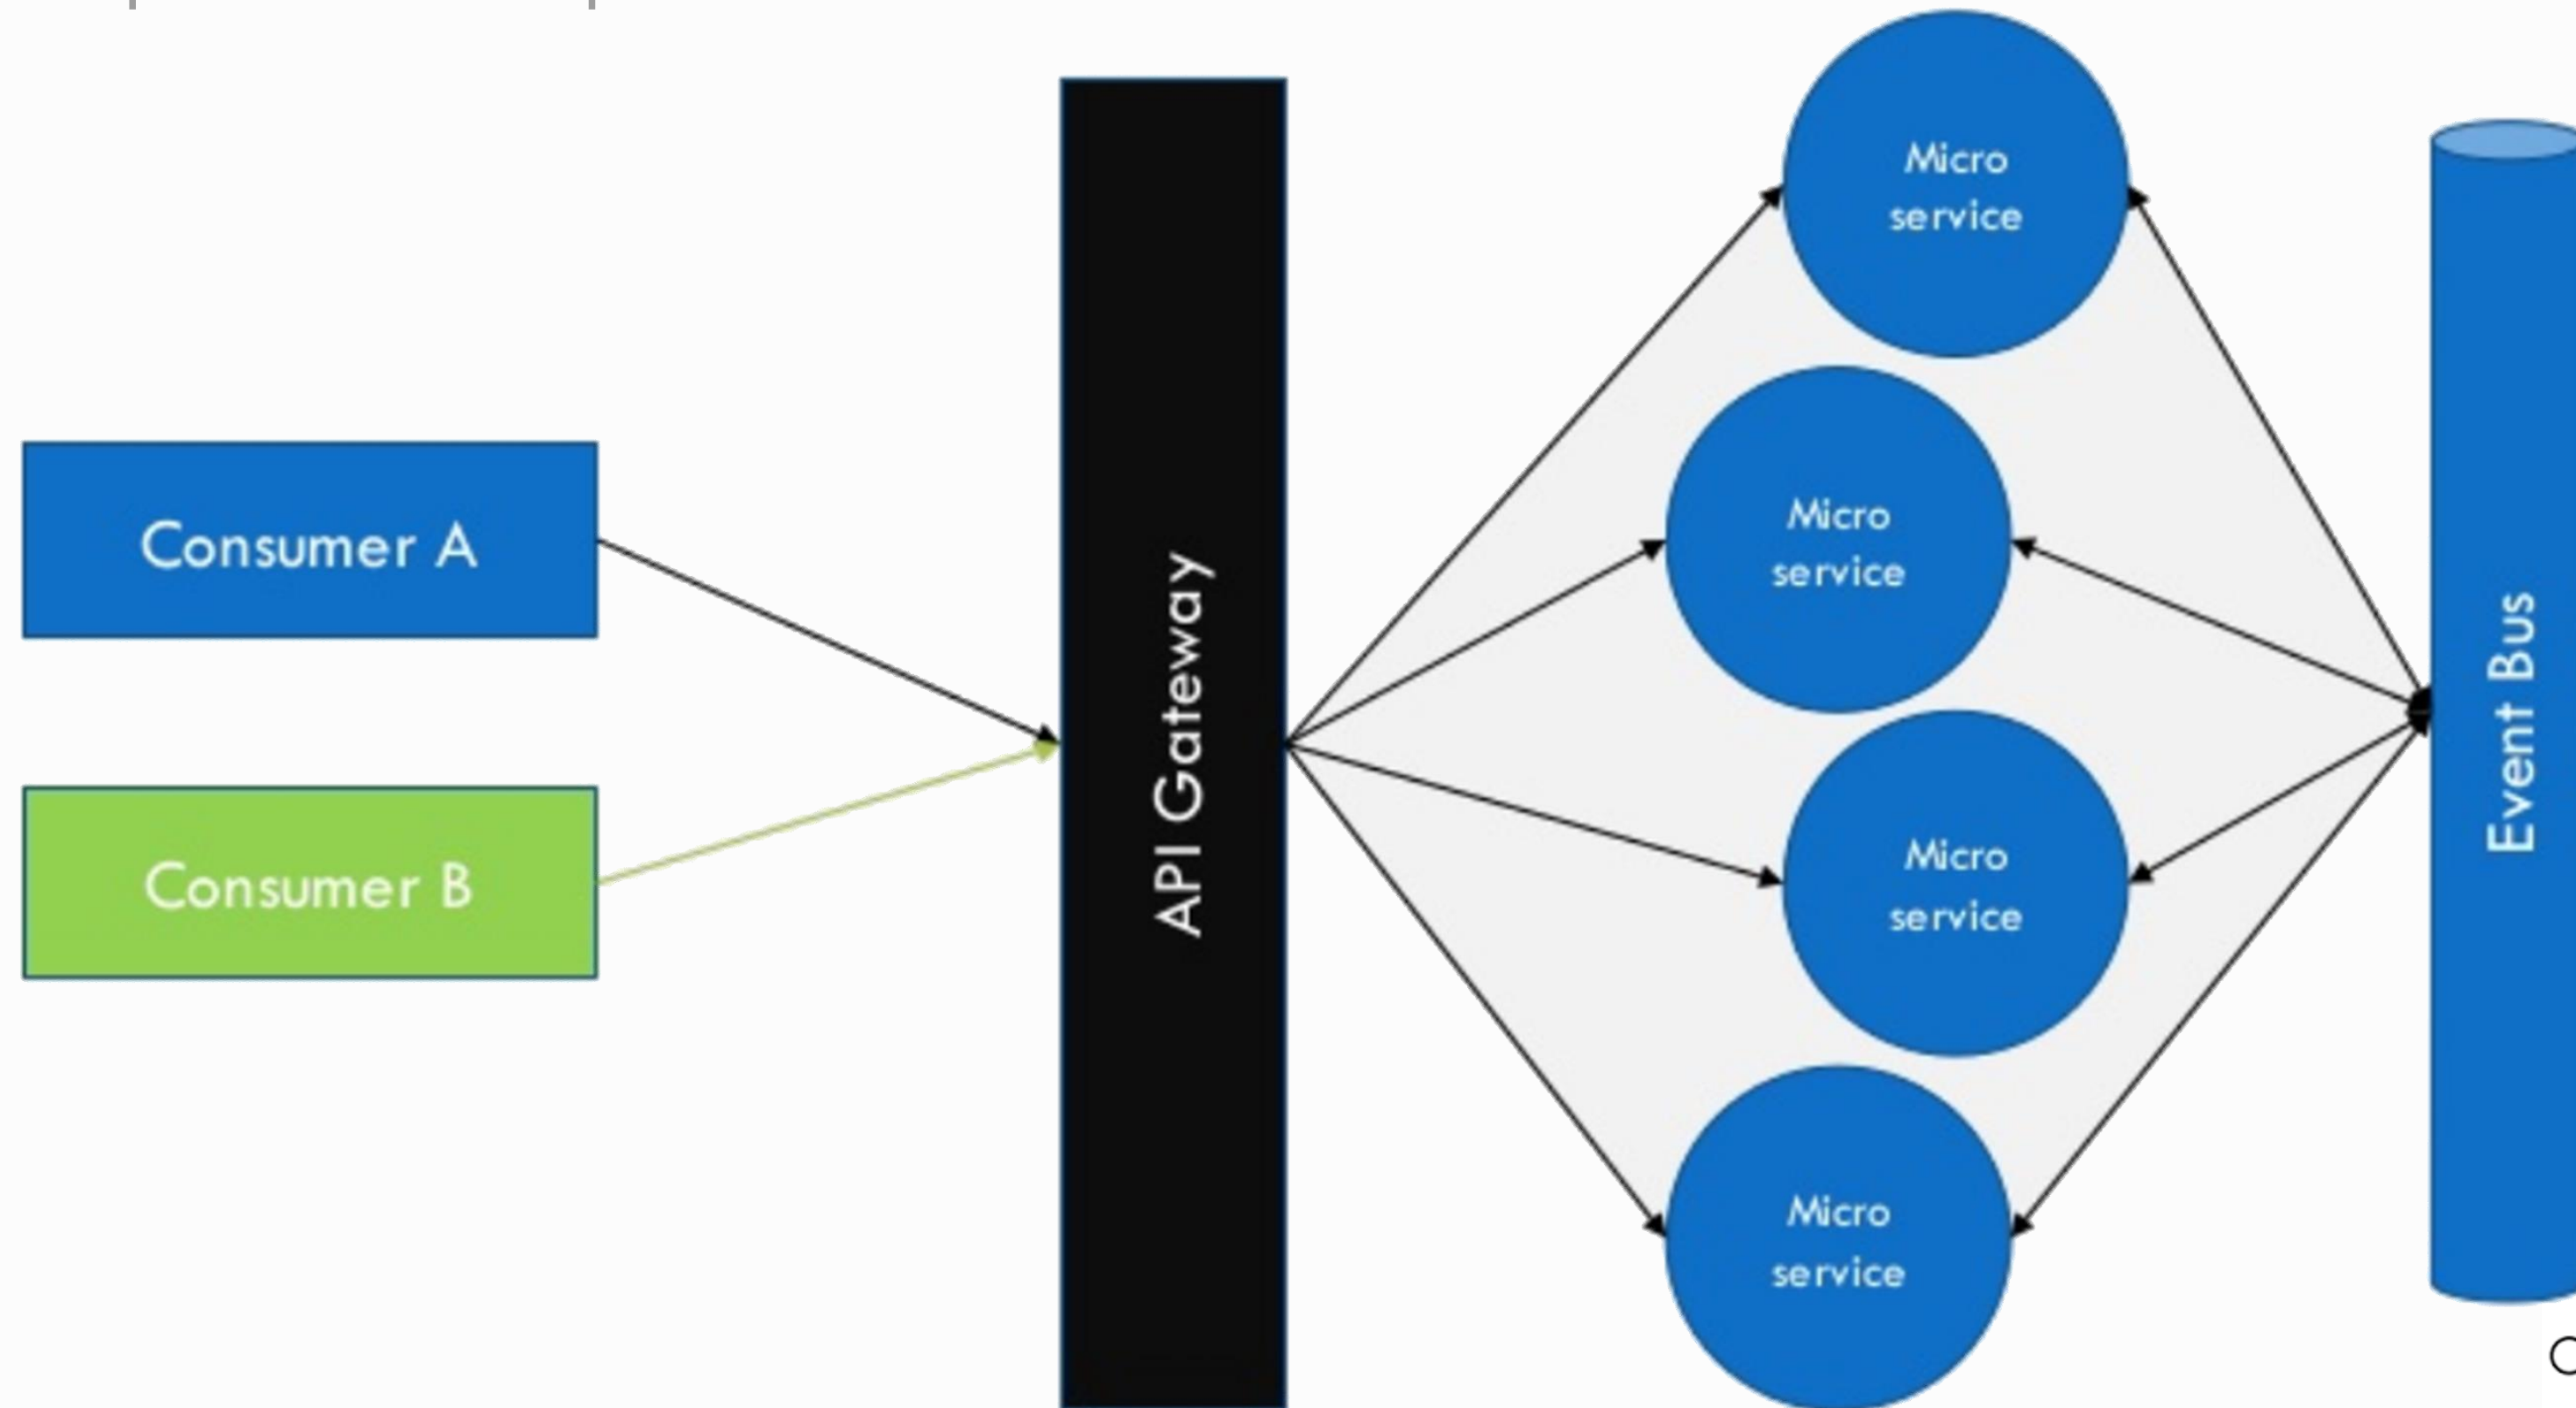 Consumer A
Consumer B
API Gateway
Micro
service
Micro
service
Micro
service
Micro
service
Event Bus